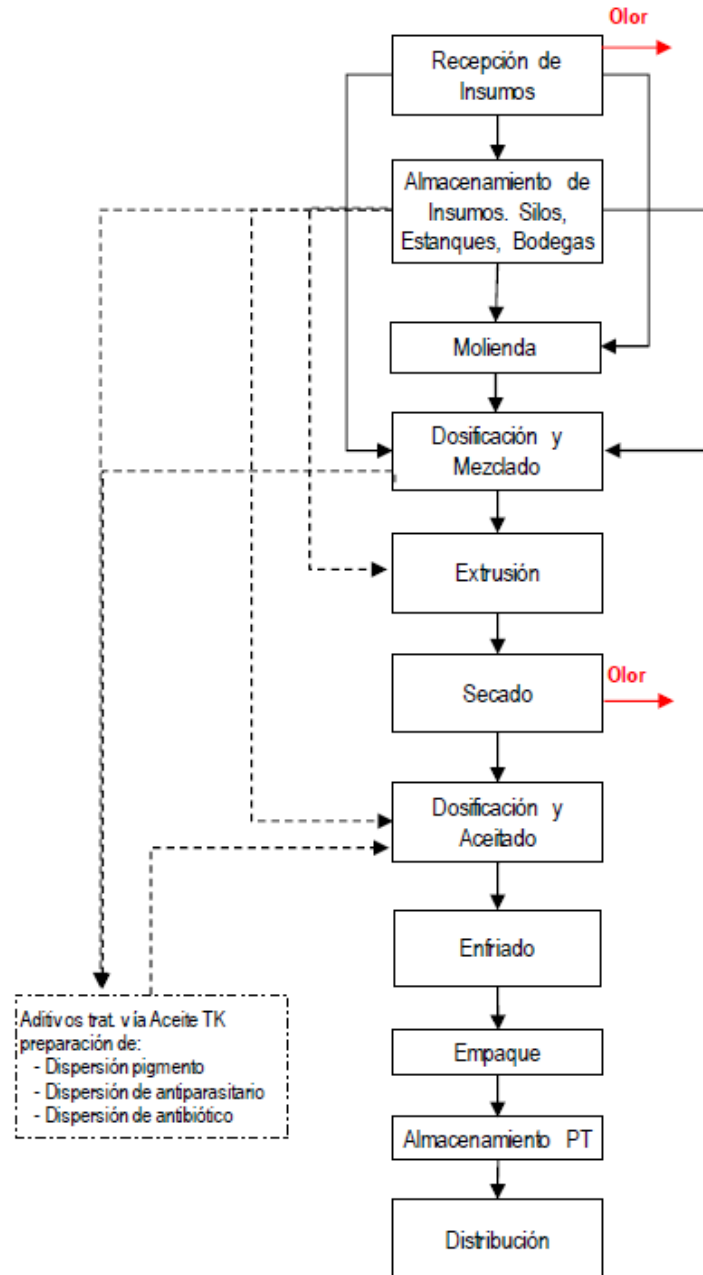 Olor
Recepción de
Insumos
Almacenamiento de
Insumos. Silos,
Estanques, Bodegas
Molienda
Dosificación y
Mezclado
Extrusión
Olor
Secado
Dosificación y
Aceitado
Enfriado
Aditivos trat. vía Aceite TK
preparación de:
- Dispersión pigmento
- Dispersión de antiparasitario
- Dispersión de antibiótico
Empaque
Almacenamiento PT
Distribución